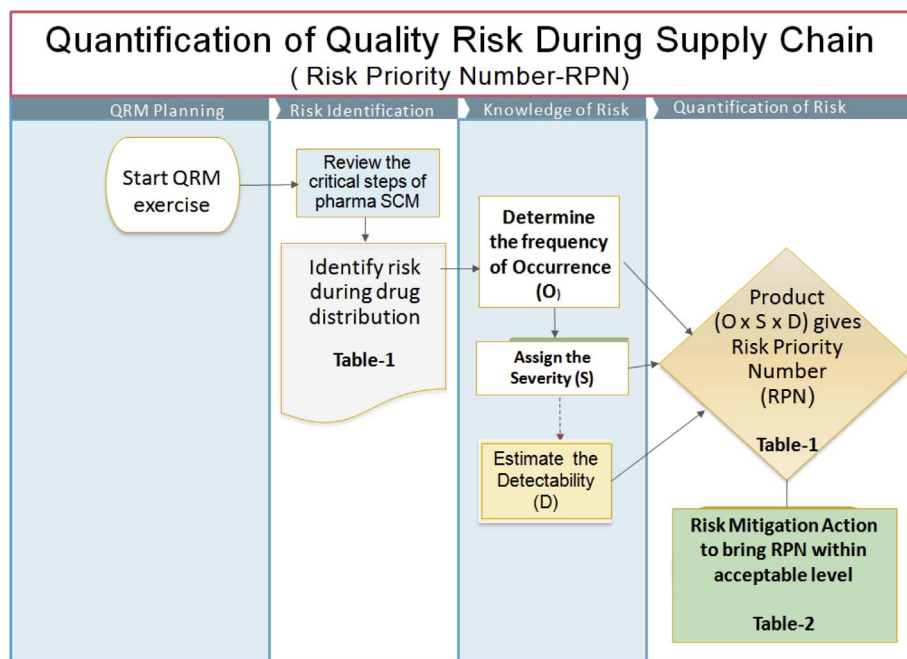 Quantification of Quality Risk During Supply Chain
( Risk Priority Number-RPN)
QRM Planning
Risk Identification
Knowledge of Risk
Quantification of Risk
Start QRM
exercise
Review the
critical steps of
pharma SCM
Identify risk
during drug
distribution
Table-1
Determine
the frequency
of Occurrence
(O)
Assign the
Severity (S)
Estimate the
Detectability
(D)
Product
(O x S x D) gives
Risk Priority
Number
(RPN)
Table-1
Risk Mitigation Action
to bring RPN within
acceptable level
Table-2